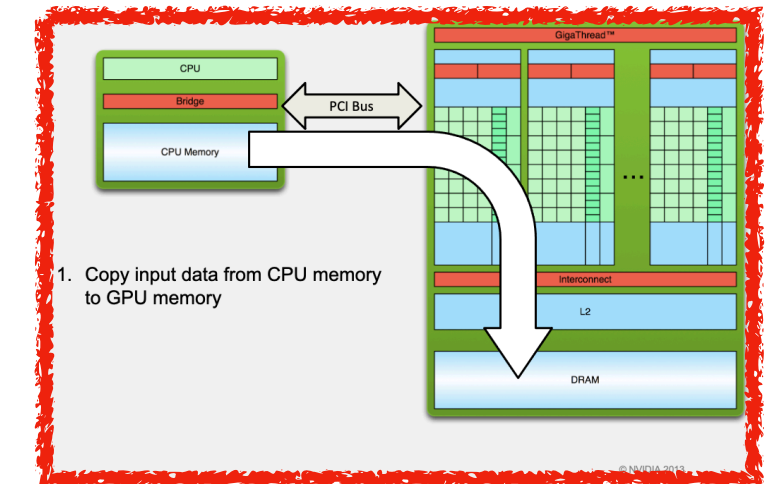 GigaThread™
CPU
Bridge
PCI Bus
CPU Memory
...
1. Copy input data from CPU memory
to GPU memory
Interconnect
L2
DRAM
© NVIDIA 2013